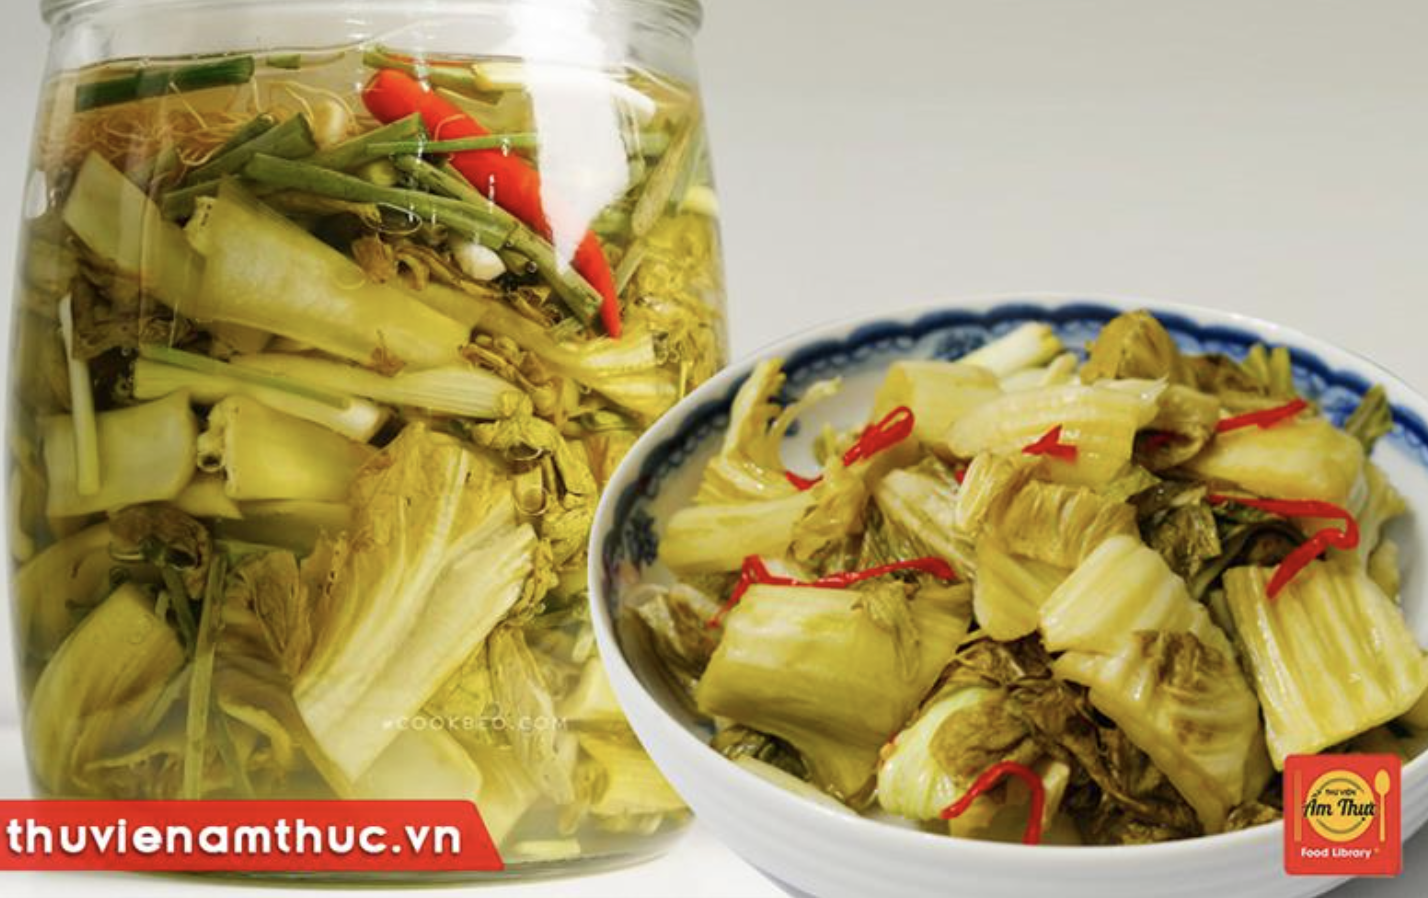 #COOKBEO.COM
thuvienamthuc.vn
THƯ VIỆN
Ẩm Thực
Food Library